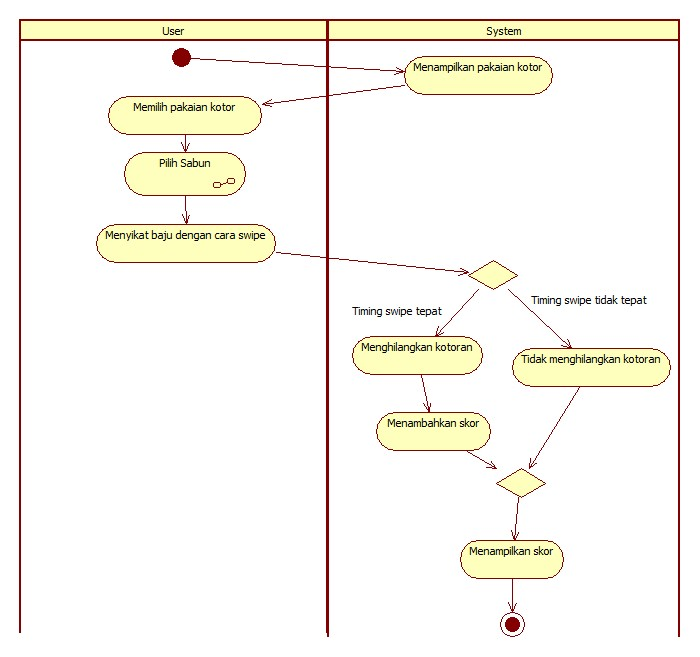 User
System
Menampilkan pakaian kotor
Memilih pakaian kotor
Pilih Sabun
Menyikat baju dengan cara swipe
Timing swipe tepat
Timing swipe tidak tepat
Menghilangkan kotoran
Tidak menghilangkan kotoran
Menambahkan skor
Menampilkan skor